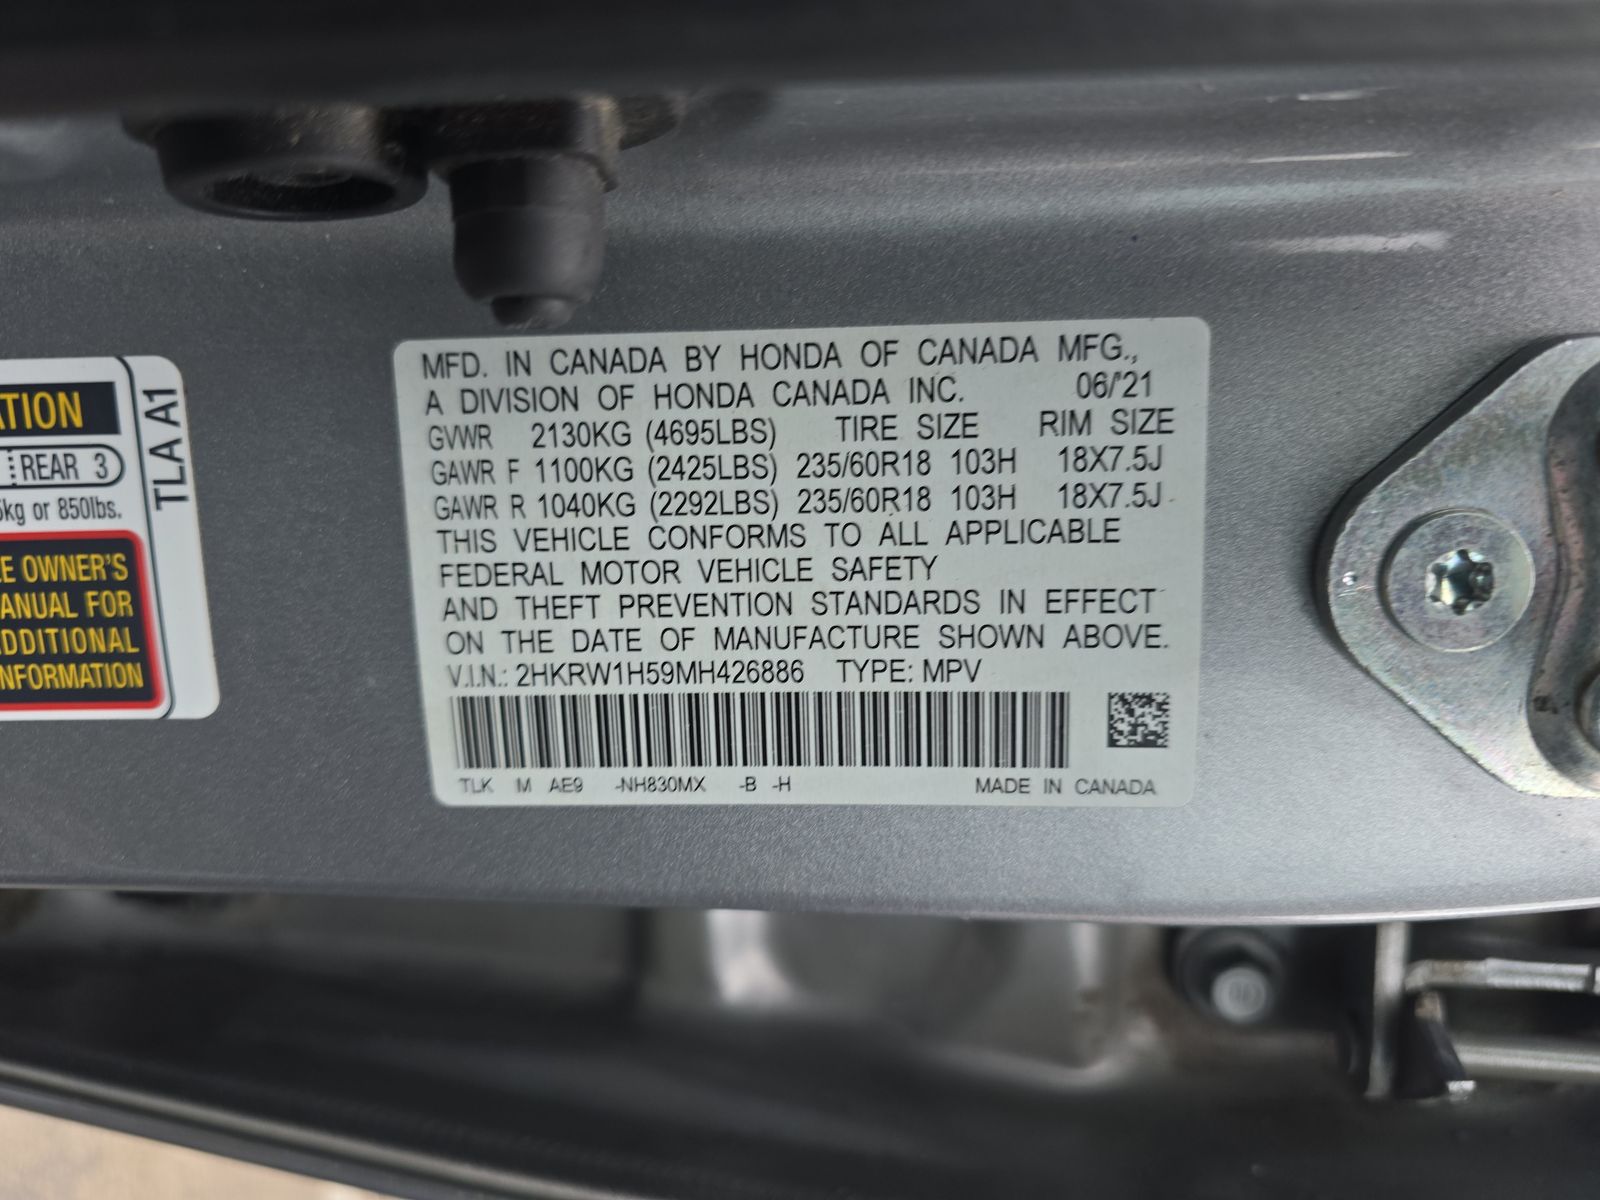 ATION
REAR 3
kg or 850lbs.
E OWNER'S
ANUAL FOR
DDITIONAL
NFORMATION
TLA A1
MFD. IN CANADA BY HONDA OF CANADA MFG.,
A DIVISION OF HONDA CANADA INC. 06/'21
GVWR 2130KG (4695LBS) TIRE SIZE RIM SIZE
GAWR F 1100KG (2425LBS) 235/60R18 103H 18X7.5J
GAWR R 1040KG (2292LBS) 235/60R18 103H 18X7.5J
THIS VEHICLE CONFORMS TO ALL APPLICABLE
FEDERAL MOTOR VEHICLE SAFETY
AND THEFT PREVENTION STANDARDS IN EFFECT
ON THE DATE OF MANUFACTURE SHOWN ABOVE.
V.I.N.: 2HKRW1H59MH426886 TYPE: MPV
TLK M AE9 -NH830MX -B -H MADE IN CANADA